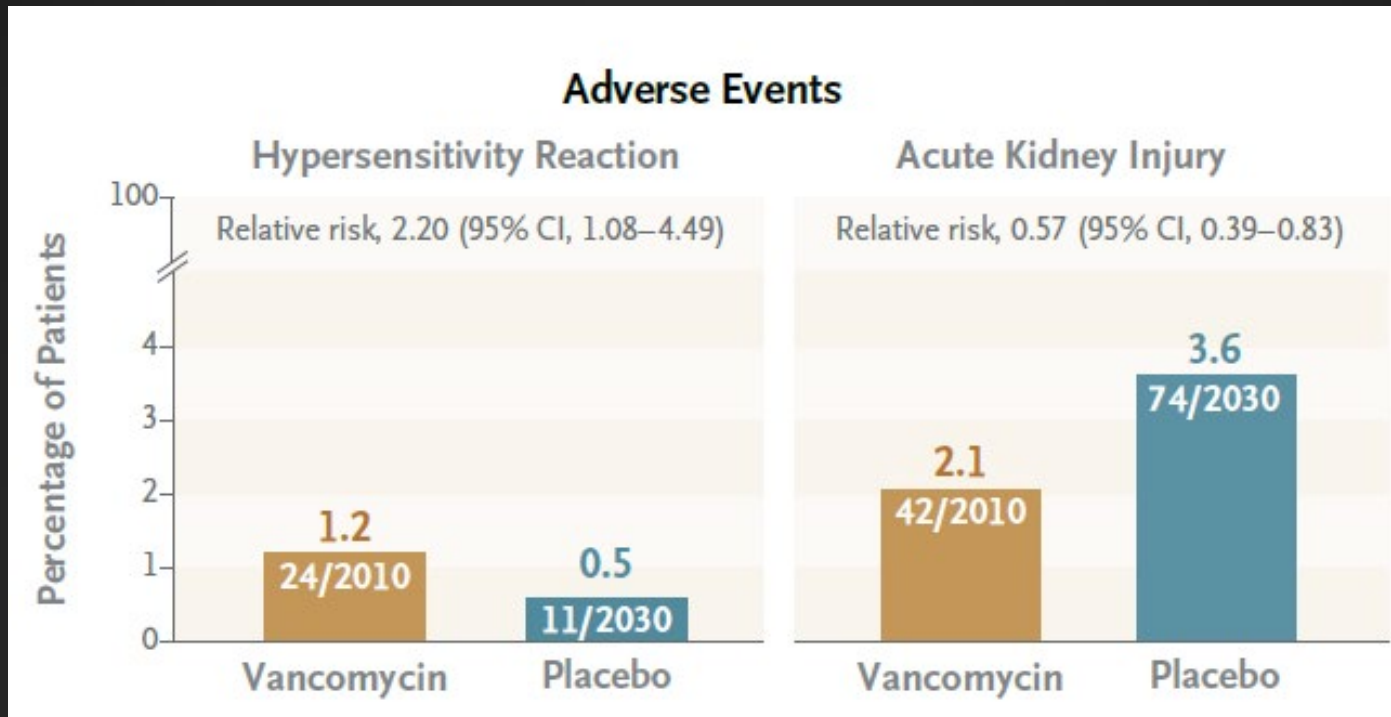 Adverse Events
Hypersensitivity Reaction
Relative risk, 2.20 (95% CI, 1.08–4.49)
Percentage of Patients
100
4
3
2
1
0
1.2
24/2010
0.5
11/2030
Vancomycin
Placebo
Acute Kidney Injury
Relative risk, 0.57 (95% CI, 0.39–0.83)
2.1
42/2010
3.6
74/2030
Vancomycin
Placebo